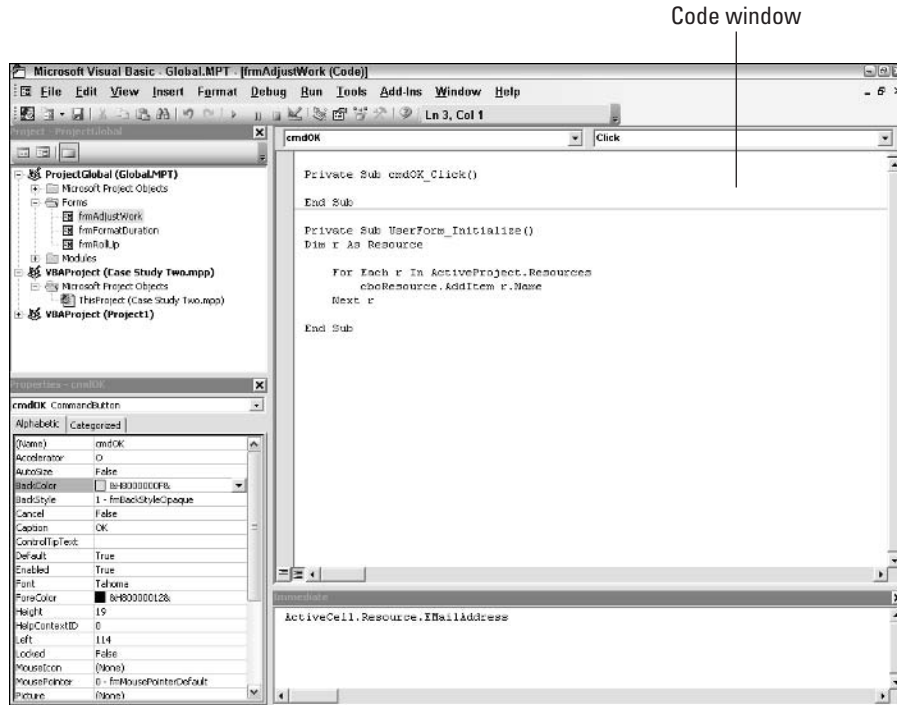 Code window
Microsoft Visual Basic - Global.MPT - [frmAdjustWork (Code)]
File Edit View Insert Format Debug Run Tools Add-Ins Window Help
Ln 3, Col 1
Project - ProjectGlobal
ProjectGlobal (Global.MPT)
Microsoft Project Objects
Forms
frmAdjustWork
frmFormatDuration
frmRollUp
Modules
VBAProject (Case Study Two.mpp)
Microsoft Project Objects
ThisProject (Case Study Two.mpp)
VBAProject (Project1)
Properties - cmdOK
cmdOK CommandButton
Alphabetic Categorized
(Name) cmdOK
Accelerator O
AutoSize False
BackColor &H8000000F&
BackStyle 1 - fmBackStyleOpaque
Cancel False
Caption OK
ControlTipText
Default True
Enabled True
Font Tahoma
ForeColor &H80000012&
Height 19
HelpContextID 0
Left 114
Locked False
MouseIcon (None)
MousePointer 0 - fmMousePointerDefault
Picture (None)
cmdOK Click
Private Sub cmdOK_Click()
End Sub
Private Sub UserForm_Initialize()
Dim r As Resource
For Each r In ActiveProject.Resources
cboResource.AddItem r.Name
Next r
End Sub
Immediate
ActiveCell.Resource.EMailAddress